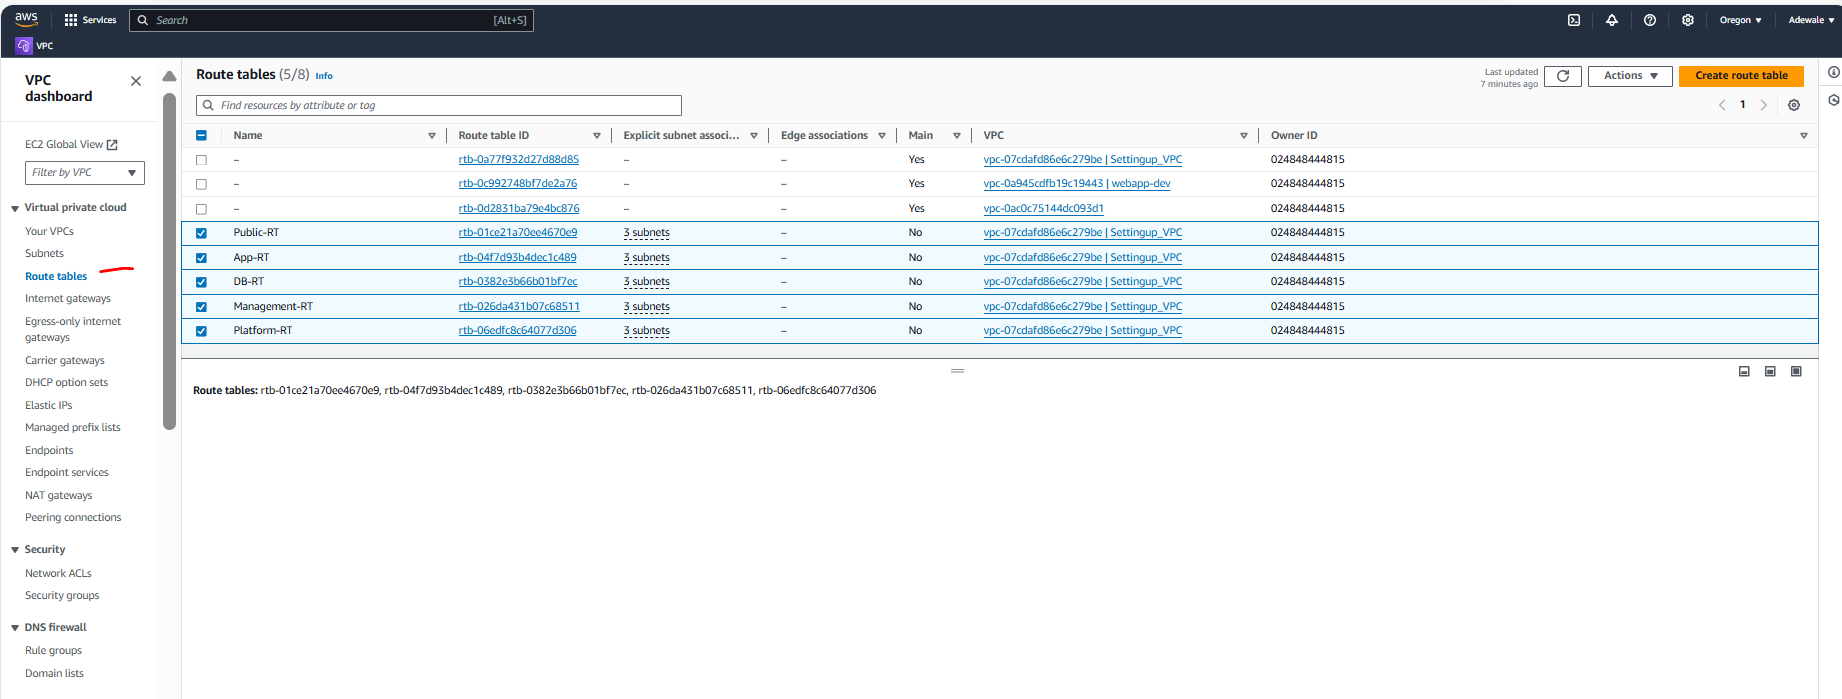 aws Services Search [Alt+S] Oregon ▼ Adewale ▼
VPC
VPC
dashboard
EC2 Global View
Filter by VPC
Virtual private cloud
Your VPCs
Subnets
Route tables
Internet gateways
Egress-only internet
gateways
Carrier gateways
DHCP option sets
Elastic IPs
Managed prefix lists
Endpoints
Endpoint services
NAT gateways
Peering connections
Security
Network ACLs
Security groups
DNS firewall
Rule groups
Domain lists
Route tables (5/8) Info
Last updated
7 minutes ago
Actions ▼
Create route table
Find resources by attribute or tag
1
Name Route table ID Explicit subnet associ... Edge associations Main VPC Owner ID
– rtb-0a77f932d27d88d85 – – Yes vpc-07cdafd86e6c279be | Settingup_VPC 024848444815
– rtb-0c992748bf7de2a76 – – Yes vpc-0a945cdfb19c19443 | webapp-dev 024848444815
– rtb-0d2831ba79e4bc876 – – Yes vpc-0ac0c75144dc093d1 024848444815
Public-RT rtb-01ce21a70ee4670e9 3 subnets – No vpc-07cdafd86e6c279be | Settingup_VPC 024848444815
App-RT rtb-04f7d93b4dec1c489 3 subnets – No vpc-07cdafd86e6c279be | Settingup_VPC 024848444815
DB-RT rtb-0382e3b66b01bf7ec 3 subnets – No vpc-07cdafd86e6c279be | Settingup_VPC 024848444815
Management-RT rtb-026da431b07c68511 3 subnets – No vpc-07cdafd86e6c279be | Settingup_VPC 024848444815
Platform-RT rtb-06edfc8c64077d306 3 subnets – No vpc-07cdafd86e6c279be | Settingup_VPC 024848444815
Route tables: rtb-01ce21a70ee4670e9, rtb-04f7d93b4dec1c489, rtb-0382e3b66b01bf7ec, rtb-026da431b07c68511, rtb-06edfc8c64077d306